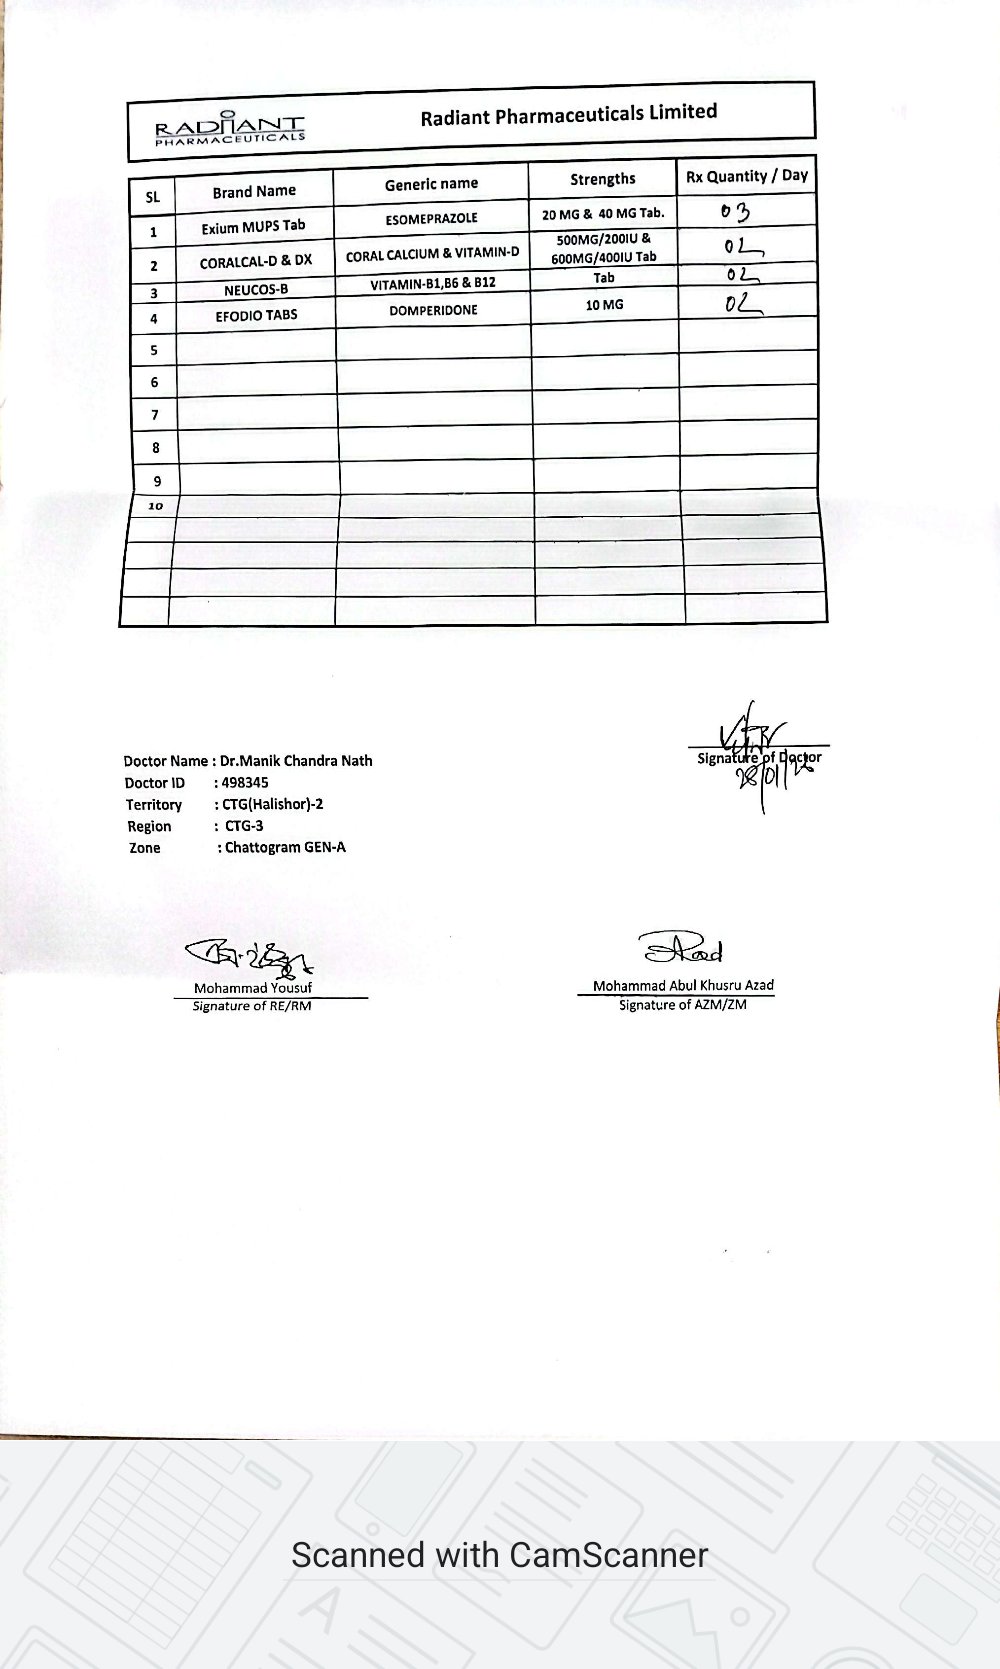 RADIANT
PHARMACEUTICALS
Radiant Pharmaceuticals Limited
SL Brand Name Generic name Strengths Rx Quantity / Day
1 Exium MUPS Tab ESOMEPRAZOLE 20 MG & 40 MG Tab. 03
2 CORALCAL-D & DX CORAL CALCIUM & VITAMIN-D 500MG/200IU & 600MG/400IU Tab 02
3 NEUCOS-B VITAMIN-B1,B6 & B12 Tab 02
4 EFODIO TABS DOMPERIDONE 10 MG 02
5
6
7
8
9
10
Signature of Doctor
Doctor Name : Dr.Manik Chandra Nath
Doctor ID : 498345
Territory : CTG(Halishor)-2
Region : CTG-3
Zone : Chattogram GEN-A
Azad
Mohammad Yousuf
Signature of RE/RM
Mohammad Abul Khusru Azad
Signature of AZM/ZM
Scanned with CamScanner